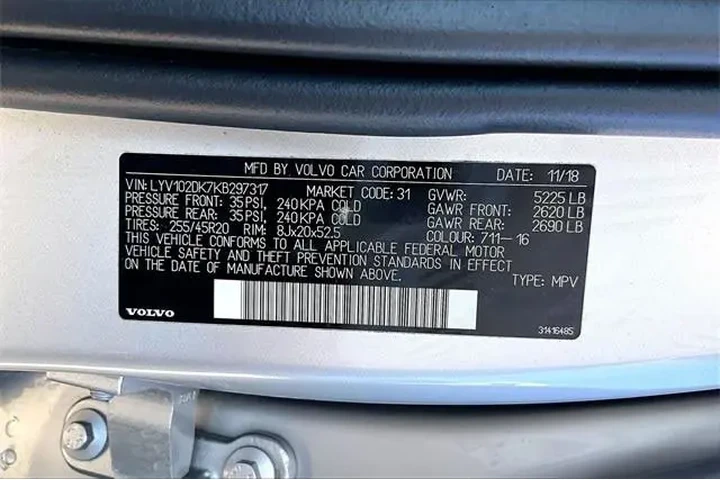 MFD BY VOLVO CAR CORPORATION DATE: 11/18
VIN: LYV102DK7KB297317 MARKET CODE: 31 GVWR: 5225 LB
PRESSURE FRONT: 35 PSI, 240 KPA COLD GAWR FRONT: 2620 LB
PRESSURE REAR: 35 PSI, 240 KPA COLD GAWR REAR: 2690 LB
TIRES: 255/45R20 RIM: 8Jx20x52.5 COLOUR: 711-16
THIS VEHICLE CONFORMS TO ALL APPLICABLE FEDERAL MOTOR
VEHICLE SAFETY AND THEFT PREVENTION STANDARDS IN EFFECT
ON THE DATE OF MANUFACTURE SHOWN ABOVE. TYPE: MPV
VOLVO 31416485
C